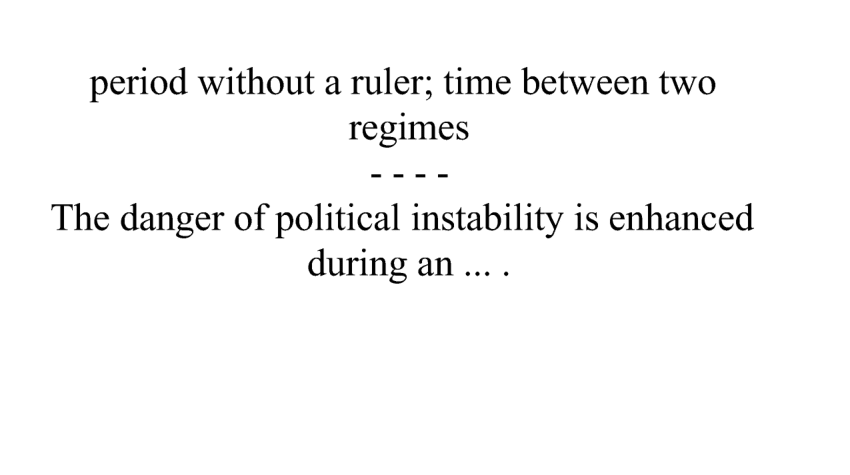 period without a ruler; time between two
regimes
- - - -
The danger of political instability is enhanced
during an ... .